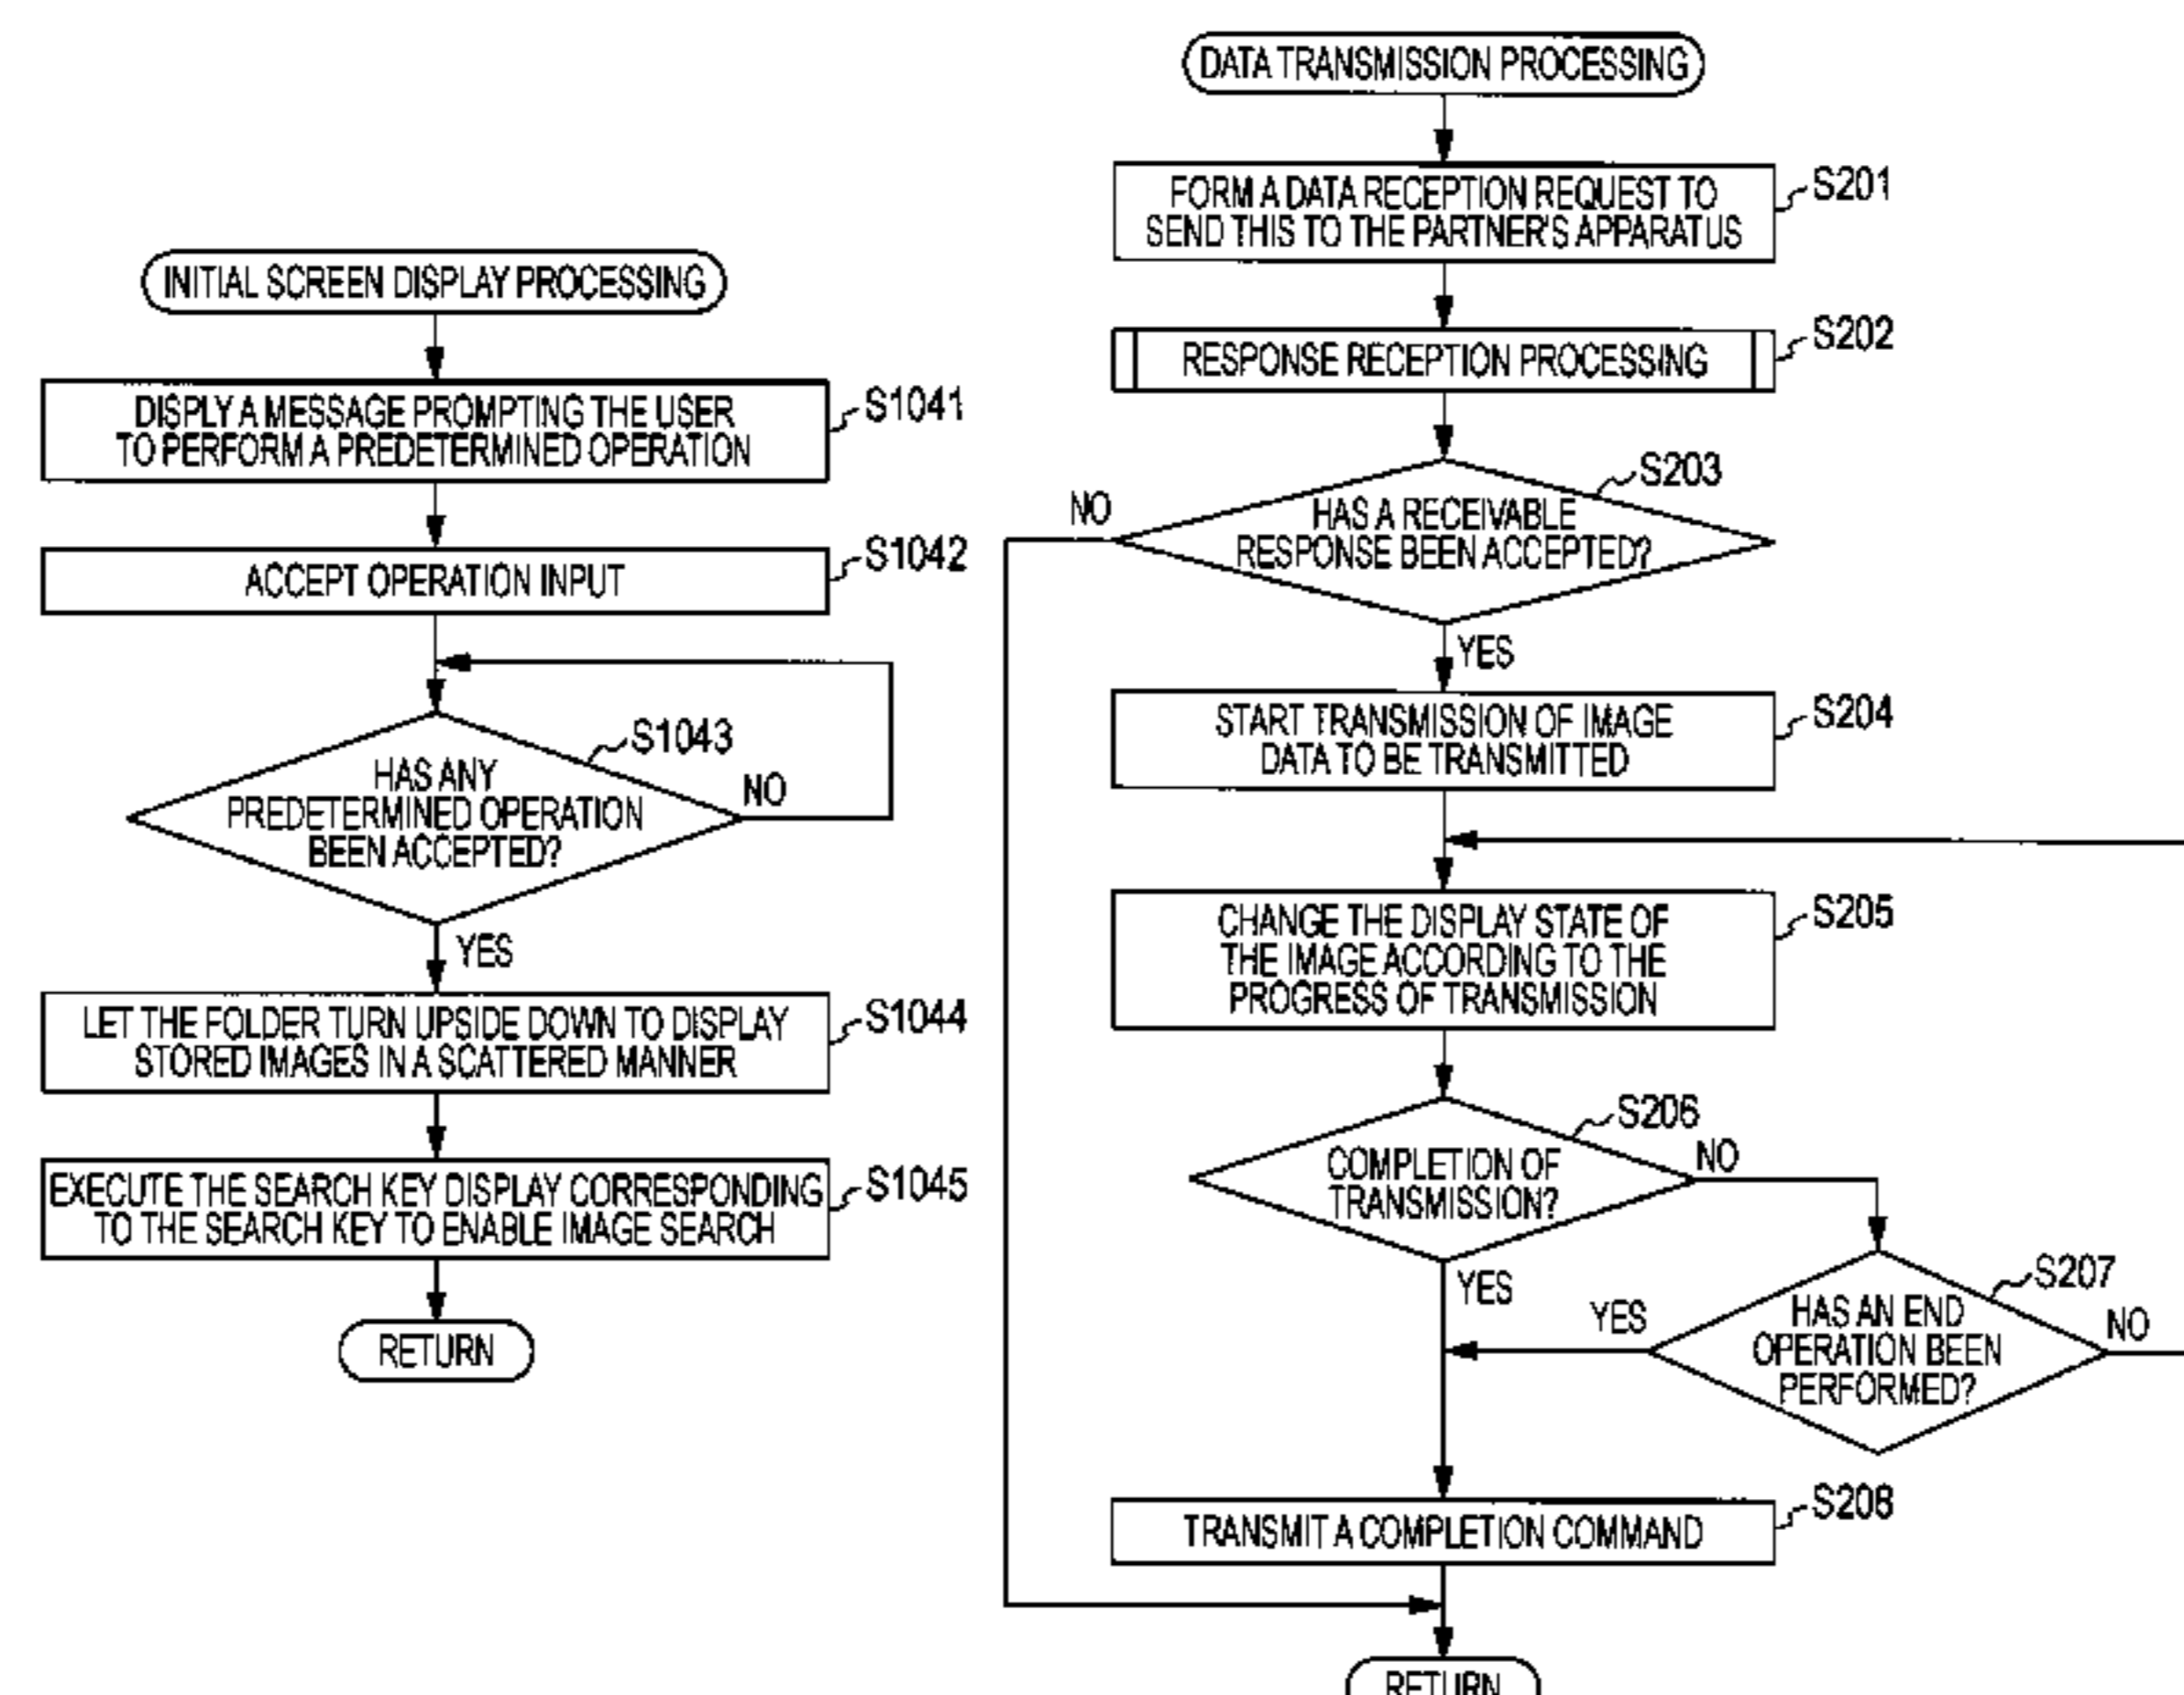 INITIAL SCREEN DISPLAY PROCESSING
DISPLY A MESSAGE PROMPTING THE USER
TO PERFORM A PREDETERMINED OPERATION
S1041
ACCEPT OPERATION INPUT
S1042
HAS ANY
PREDETERMINED OPERATION
BEEN ACCEPTED?
S1043
NO
YES
LET THE FOLDER TURN UPSIDE DOWN TO DISPLAY
STORED IMAGES IN A SCATTERED MANNER
S1044
EXECUTE THE SEARCH KEY DISPLAY CORRESPONDING
TO THE SEARCH KEY TO ENABLE IMAGE SEARCH
S1045
RETURN
DATA TRANSMISSION PROCESSING
FORM A DATA RECEPTION REQUEST TO
SEND THIS TO THE PARTNER'S APPARATUS
S201
RESPONSE RECEPTION PROCESSING
S202
HAS A RECEIVABLE
RESPONSE BEEN ACCEPTED?
S203
NO
YES
START TRANSMISSION OF IMAGE
DATA TO BE TRANSMITTED
S204
CHANGE THE DISPLAY STATE OF
THE IMAGE ACCORDING TO THE
PROGRESS OF TRANSMISSION
S205
COMPLETION OF
TRANSMISSION?
S206
NO
YES
HAS AN END
OPERATION BEEN
PERFORMED?
S207
YES
NO
TRANSMIT A COMPLETION COMMAND
S208
RETURN